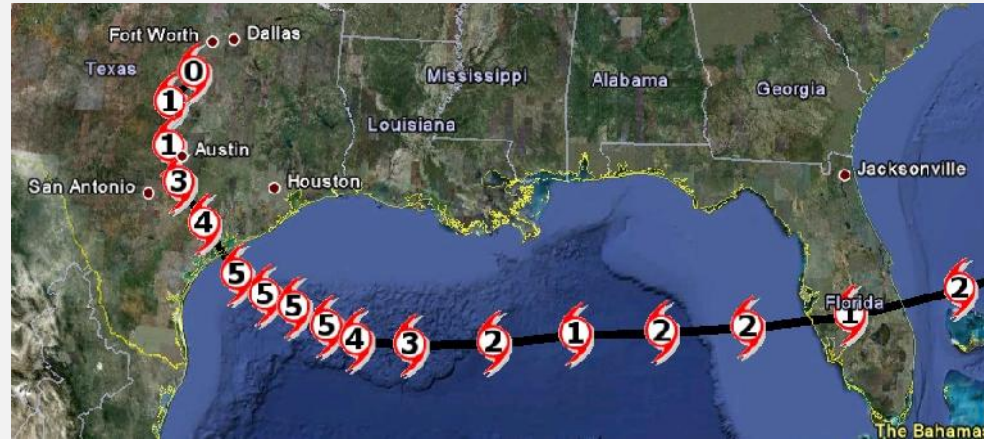 Fort Worth
Dallas
Texas
0
Mississippi
Alabama
Georgia
1
Louisiana
1
Austin
Jacksonville
3
San Antonio
Houston
4
5
5
5
5
4
3
2
1
2
2
1
Florida
2
The Bahamas